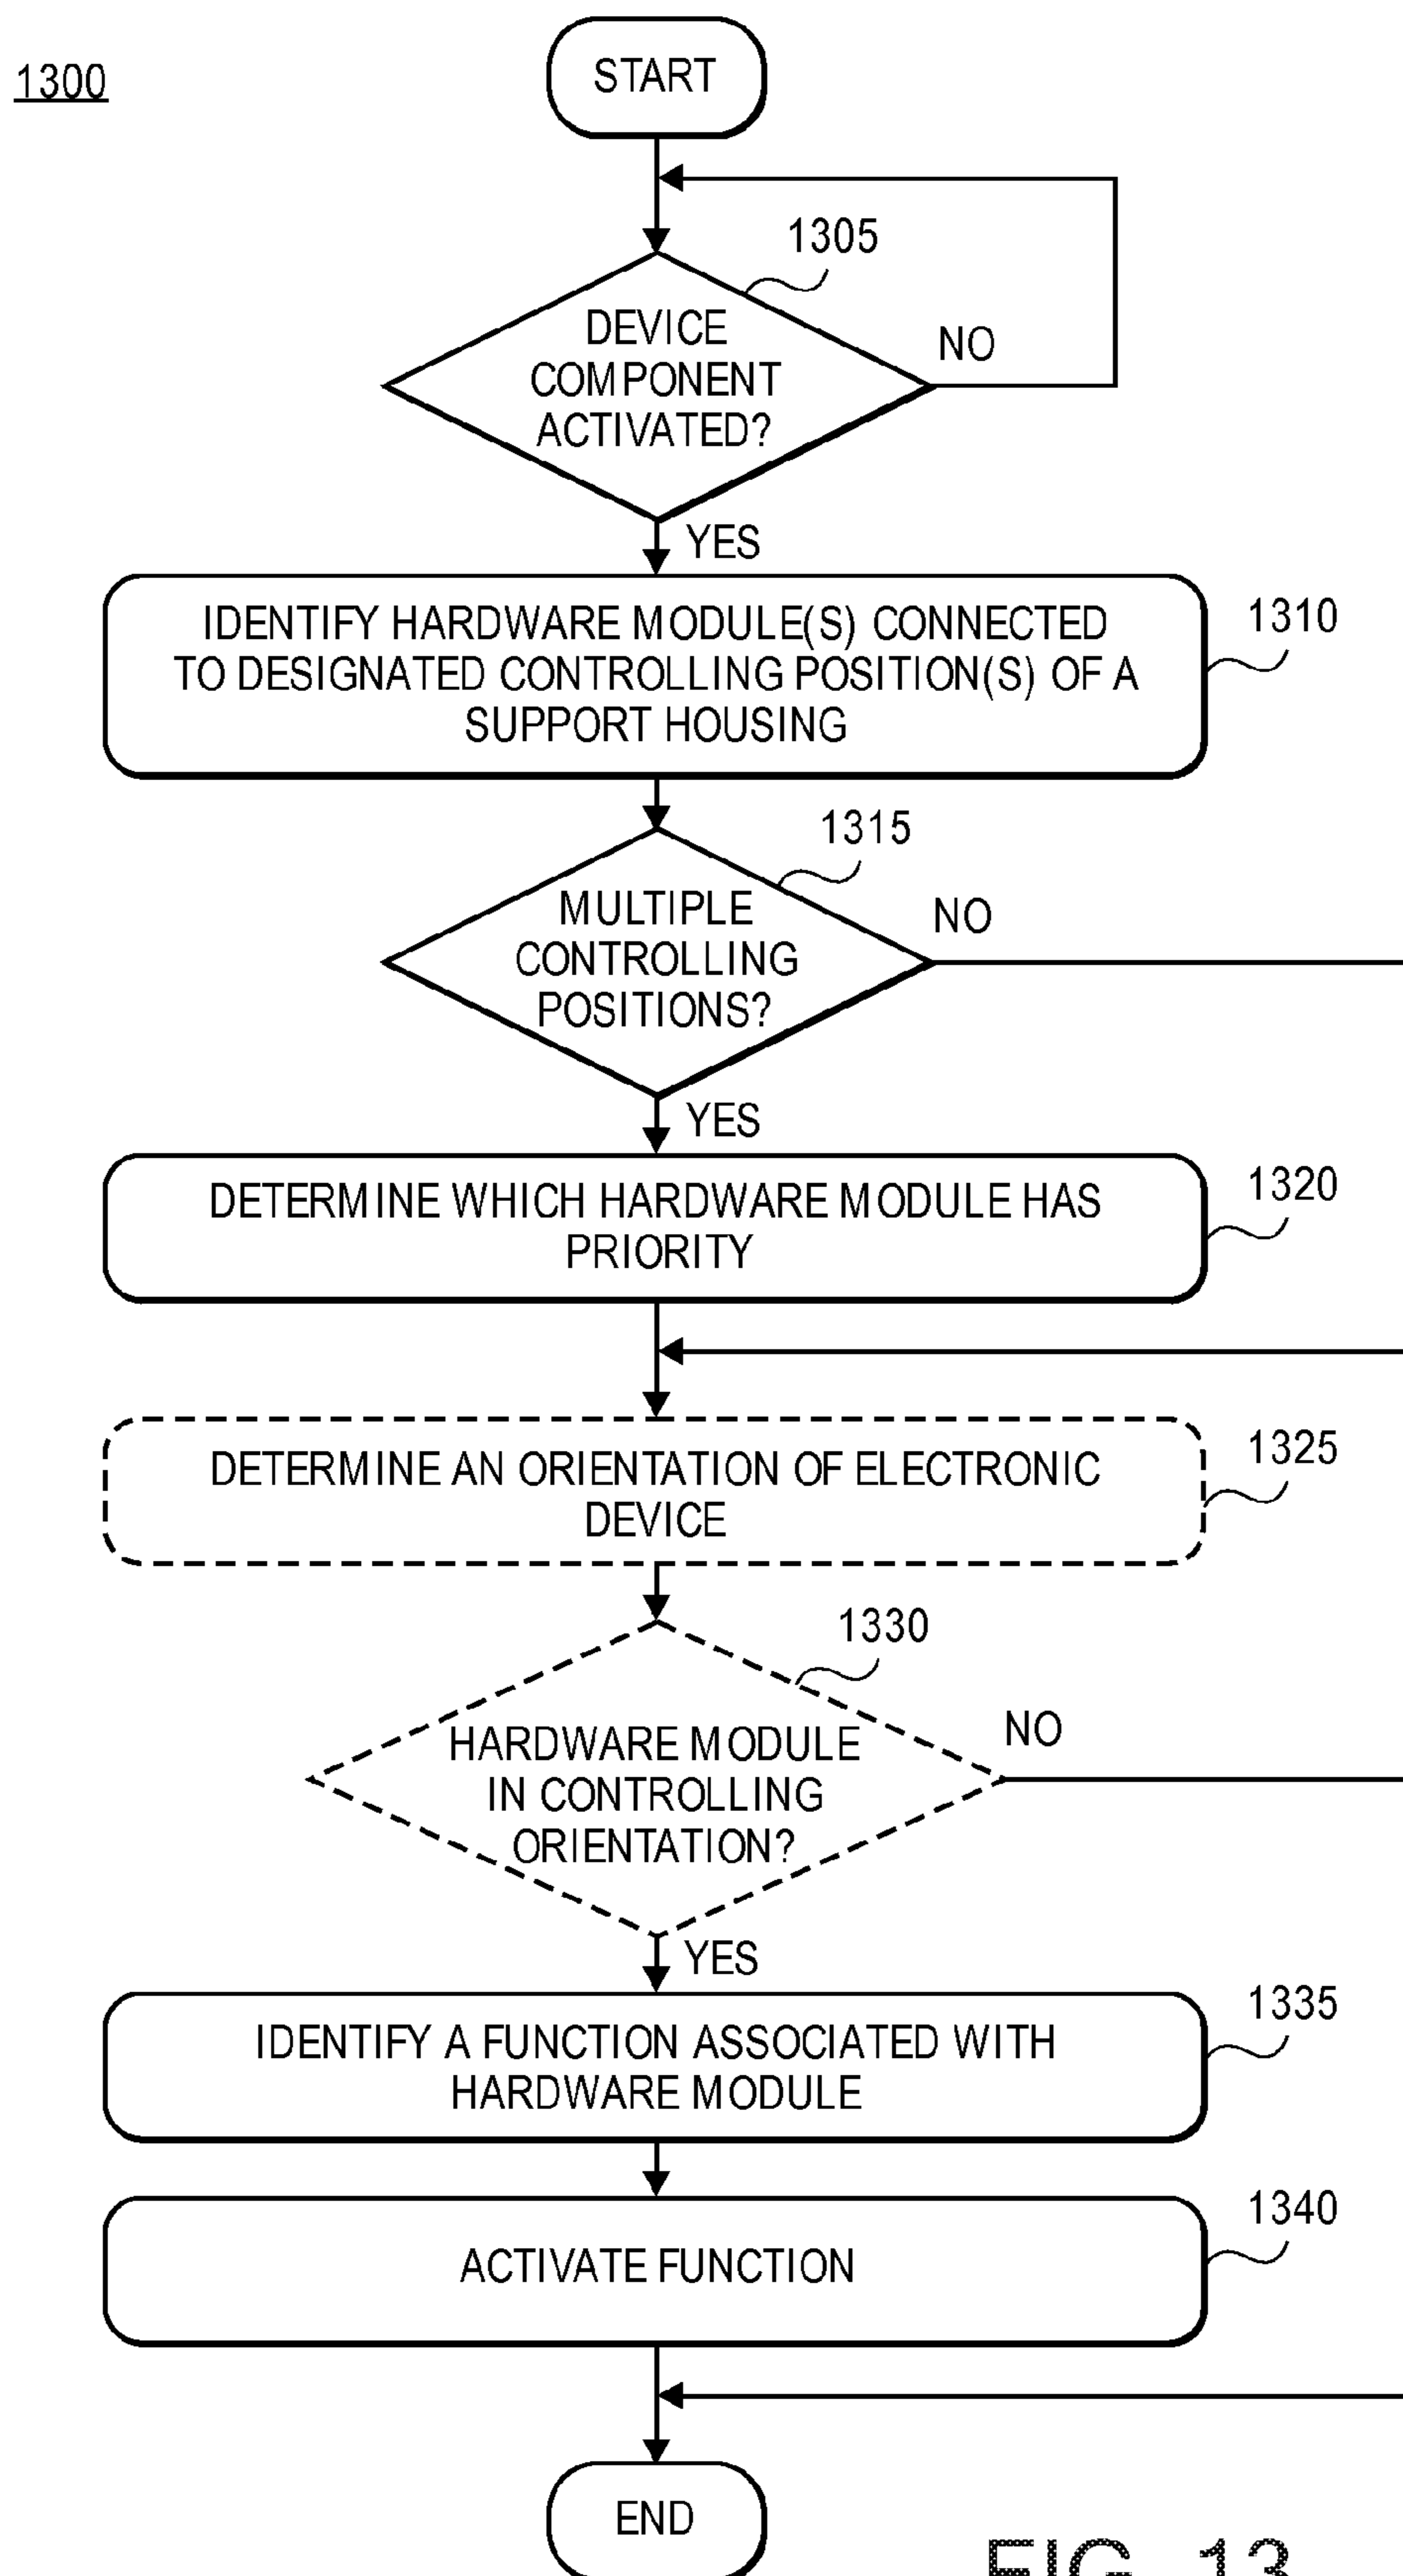 1300
START
1305
DEVICE
COMPONENT
ACTIVATED?
NO
YES
IDENTIFY HARDWARE MODULE(S) CONNECTED
TO DESIGNATED CONTROLLING POSITION(S) OF A
SUPPORT HOUSING
1310
1315
MULTIPLE
CONTROLLING
POSITIONS?
NO
YES
DETERMINE WHICH HARDWARE MODULE HAS
PRIORITY
1320
DETERMINE AN ORIENTATION OF ELECTRONIC
DEVICE
1325
1330
HARDWARE MODULE
IN CONTROLLING
ORIENTATION?
NO
YES
IDENTIFY A FUNCTION ASSOCIATED WITH
HARDWARE MODULE
1335
ACTIVATE FUNCTION
1340
END
FIG. 13